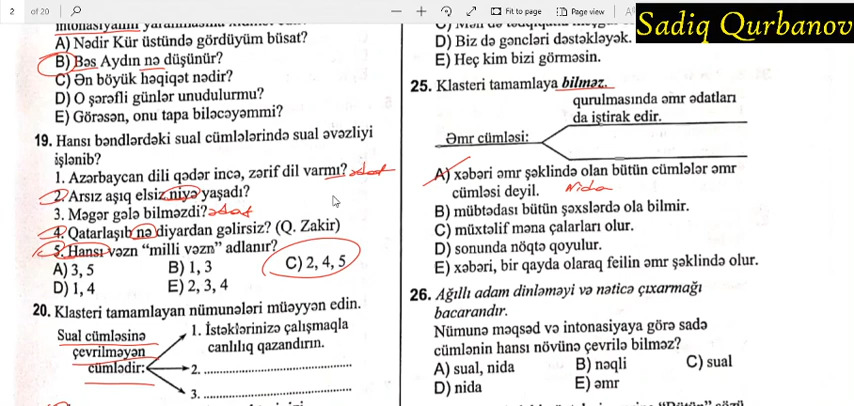 2 of 20
Fit to page
Page view
Sadiq Qurbanov
intonasiyanın yaranmasına xidmət edir?
A) Nədir Kür üstündə gördüyüm büsat?
B) Bəs Aydın nə düşünür?
C) Ən böyük həqiqət nədir?
D) O şərəfli günlər unudulurmu?
E) Görəsən, onu tapa biləcəyəmmi?
19. Hansı bəndlərdəki sual cümlələrində sual əvəzliyi
işlənib?
1. Azərbaycan dili qədər incə, zərif dil varmı? ədat
2. Arsız aşıq elsiz niyə yaşadı?
3. Məgər gələ bilməzdi? ədat
4. Qatarlaşıb nə diyardan gəlirsiz? (Q. Zakir)
5. Hansı vəzn “milli vəzn” adlanır?
A) 3, 5 B) 1, 3 C) 2, 4, 5
D) 1, 4 E) 2, 3, 4
20. Klasteri tamamlayan nümunələri müəyyən edin.
Sual cümləsinə
çevrilməyən
cümlədir:
1. İstəklərinizə çalışmaqla
canlılıq qazandırın.
2.
3.
D) Biz də gəncləri dəstəkləyək.
E) Heç kim bizi görməsin.
25. Klasteri tamamlaya bilməz.
Əmr cümləsi:
qurulmasında əmr ədatları
da iştirak edir.
A) xəbəri əmr şəklində olan bütün cümlələr əmr
cümləsi deyil. Nida
B) mübtədası bütün şəxslərdə ola bilmir.
C) müxtəlif məna çalarları olur.
D) sonunda nöqtə qoyulur.
E) xəbəri, bir qayda olaraq feilin əmr şəklində olur.
26. Ağıllı adam dinləməyi və nəticə çıxarmağı
bacarandır.
Nümunə məqsəd və intonasiyaya görə sadə
cümlənin hansı növünə çevrilə bilməz?
A) sual, nida B) nəqli C) sual
D) nida E) əmr